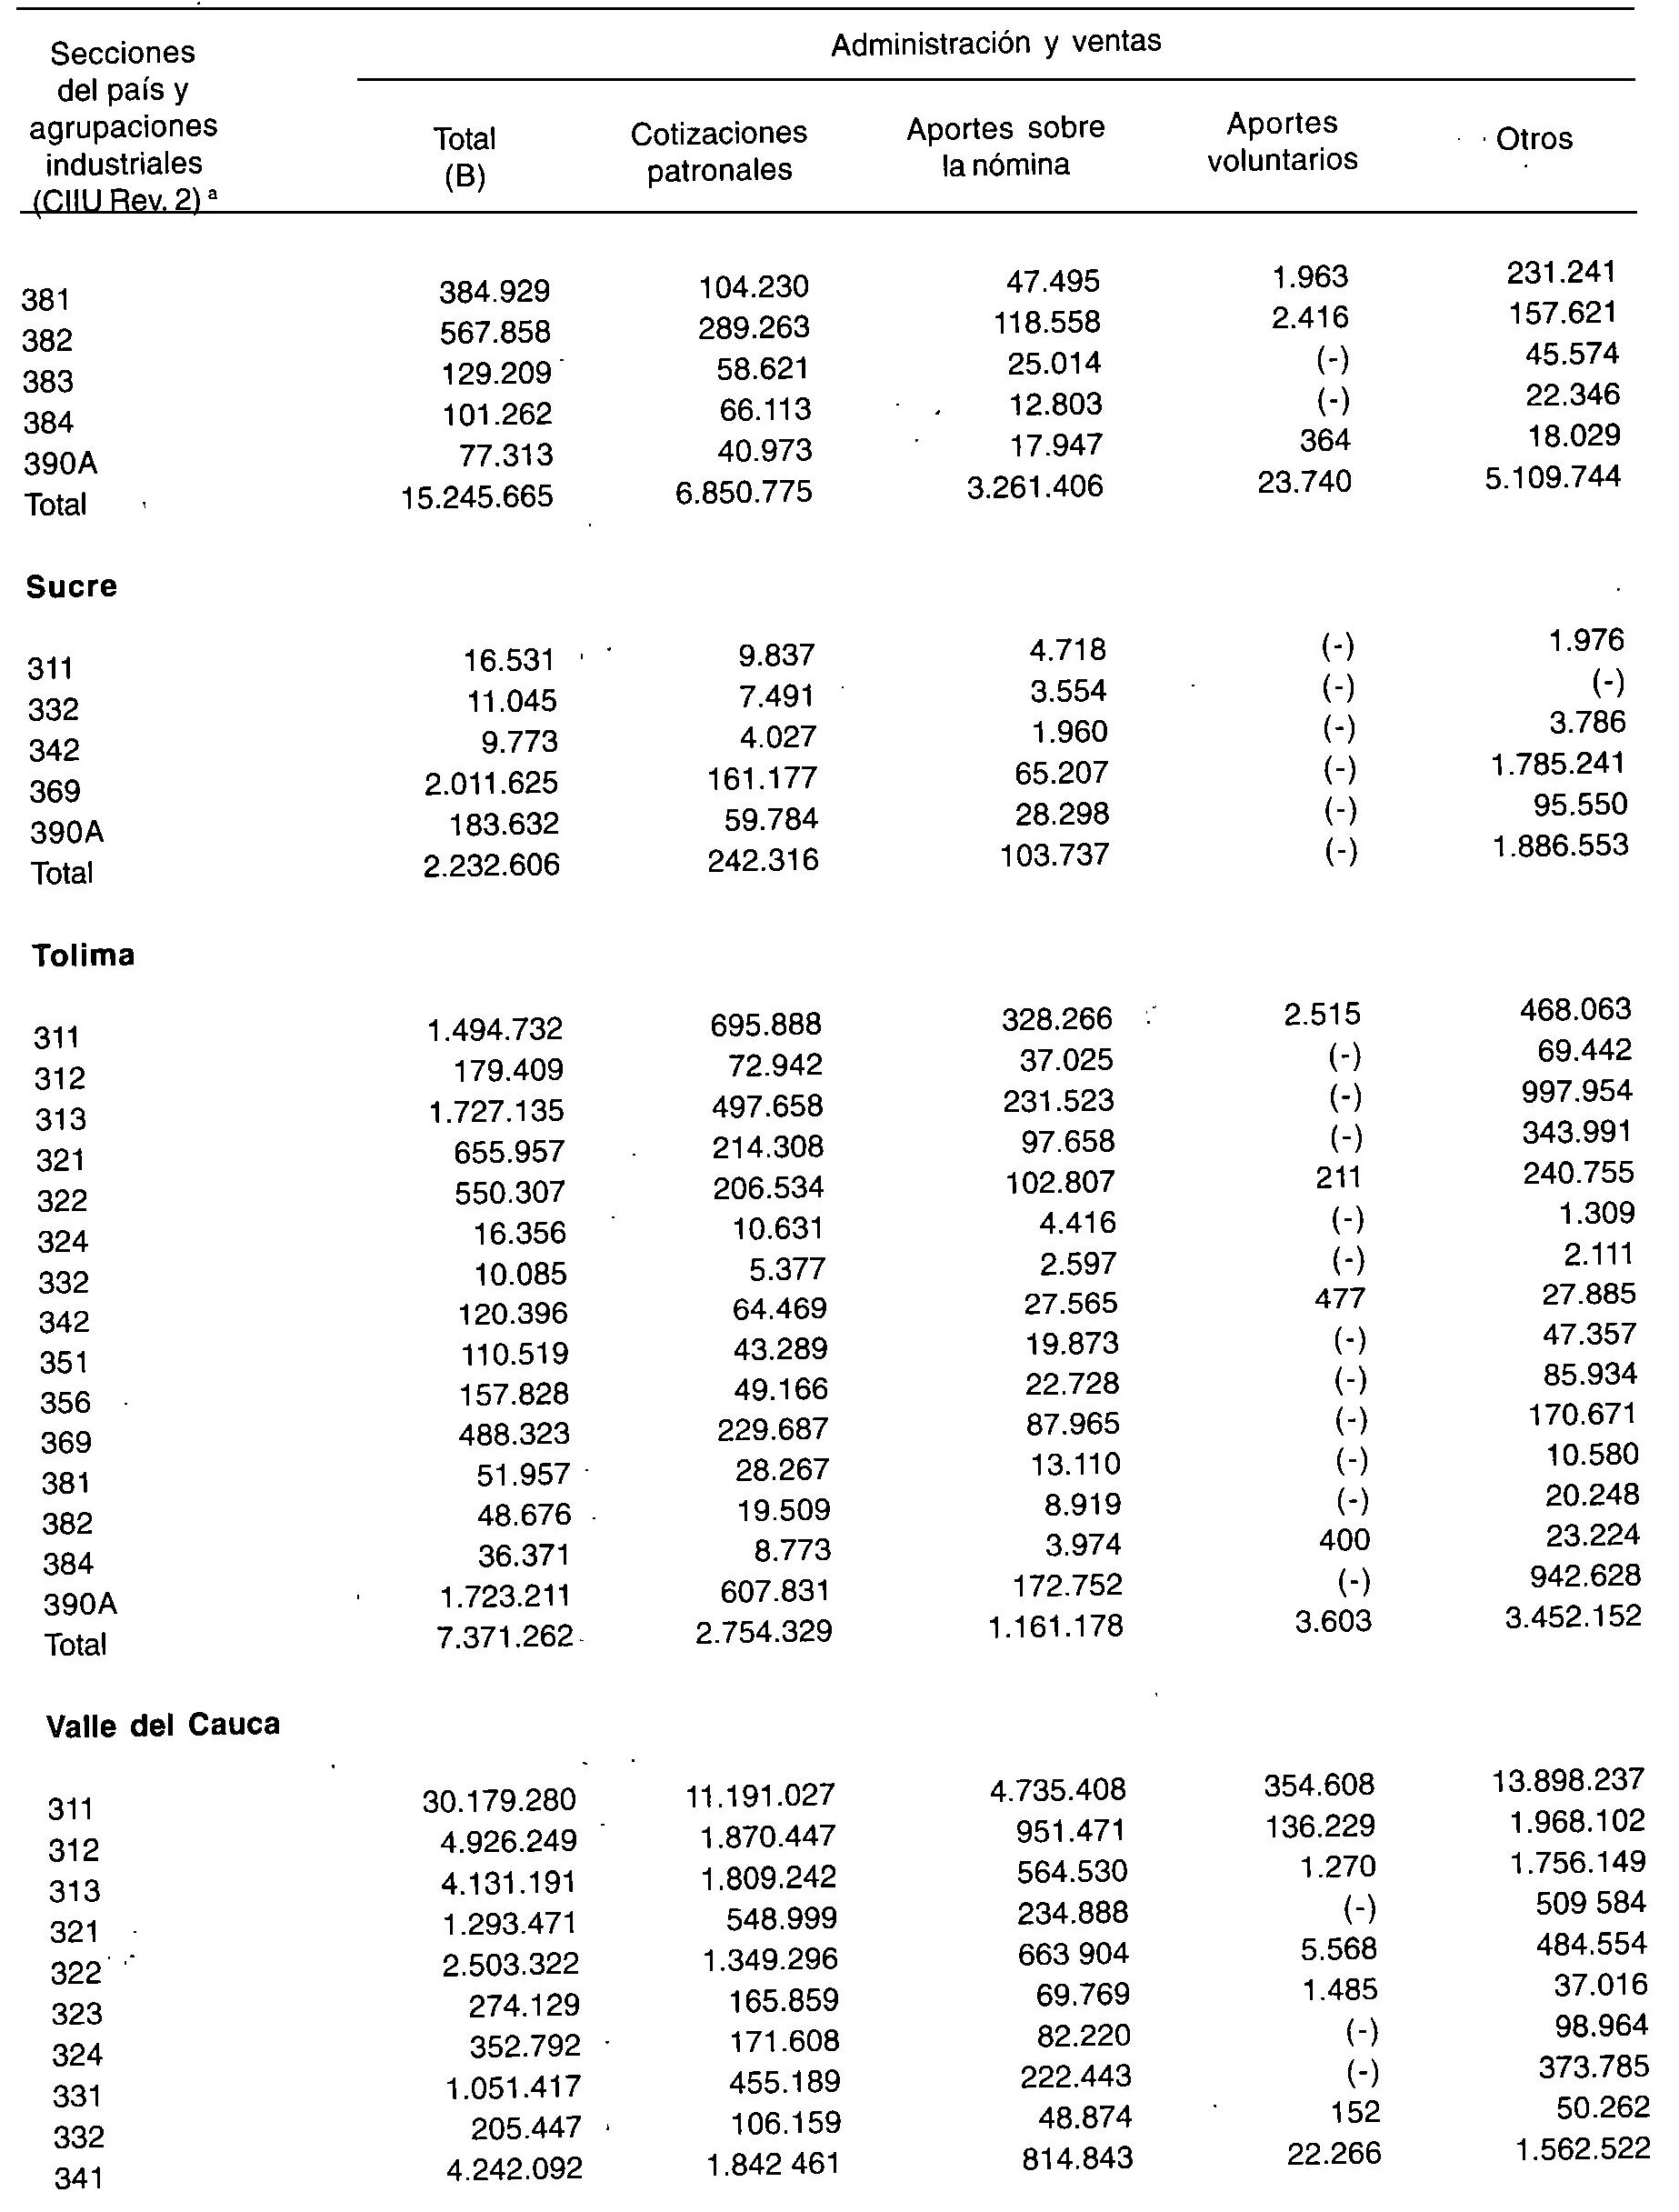 Secciones
del país y
agrupaciones
industriales
(CIIU Rev. 2) a
Administración y ventas
Total
(B)
Cotizaciones
patronales
Aportes sobre
la nómina
Aportes
voluntarios
Otros
381 384.929 104.230 47.495 1.963 231.241
382 567.858 289.263 118.558 2.416 157.621
383 129.209 58.621 25.014 (-) 45.574
384 101.262 66.113 12.803 (-) 22.346
390A 77.313 40.973 17.947 364 18.029
Total 15.245.665 6.850.775 3.261.406 23.740 5.109.744
Sucre
311 16.531 9.837 4.718 (-) 1.976
332 11.045 7.491 3.554 (-) (-)
342 9.773 4.027 1.960 (-) 3.786
369 2.011.625 161.177 65.207 (-) 1.785.241
390A 183.632 59.784 28.298 (-) 95.550
Total 2.232.606 242.316 103.737 (-) 1.886.553
Tolima
311 1.494.732 695.888 328.266 2.515 468.063
312 179.409 72.942 37.025 (-) 69.442
313 1.727.135 497.658 231.523 (-) 997.954
321 655.957 214.308 97.658 (-) 343.991
322 550.307 206.534 102.807 211 240.755
324 16.356 10.631 4.416 (-) 1.309
332 10.085 5.377 2.597 (-) 2.111
342 120.396 64.469 27.565 477 27.885
351 110.519 43.289 19.873 (-) 47.357
356 157.828 49.166 22.728 (-) 85.934
369 488.323 229.687 87.965 (-) 170.671
381 51.957 28.267 13.110 (-) 10.580
382 48.676 19.509 8.919 (-) 20.248
384 36.371 8.773 3.974 400 23.224
390A 1.723.211 607.831 172.752 (-) 942.628
Total 7.371.262 2.754.329 1.161.178 3.603 3.452.152
Valle del Cauca
311 30.179.280 11.191.027 4.735.408 354.608 13.898.237
312 4.926.249 1.870.447 951.471 136.229 1.968.102
313 4.131.191 1.809.242 564.530 1.270 1.756.149
321 1.293.471 548.999 234.888 (-) 509 584
322 2.503.322 1.349.296 663 904 5.568 484.554
323 274.129 165.859 69.769 1.485 37.016
324 352.792 171.608 82.220 (-) 98.964
331 1.051.417 455.189 222.443 (-) 373.785
332 205.447 106.159 48.874 152 50.262
341 4.242.092 1.842 461 814.843 22.266 1.562.522